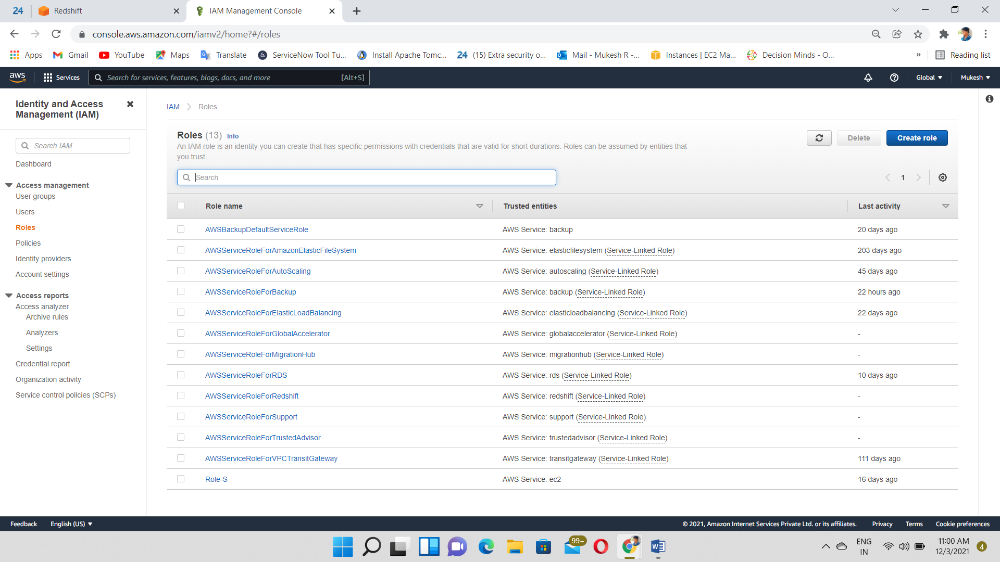 24
Redshift
IAM Management Console
console.aws.amazon.com/iamv2/home?#/roles
Apps
Gmail
YouTube
Maps
Translate
ServiceNow Tool Tu...
Install Apache Tomc...
24 (15) Extra security o...
Mail - Mukesh R -...
Instances | EC2 Ma...
Decision Minds - O...
»
Reading list
aws
Services
Search for services, features, blogs, docs, and more [Alt+S]
Global
Mukesh
Identity and Access
Management (IAM)
Search IAM
Dashboard
Access management
User groups
Users
Roles
Policies
Identity providers
Account settings
Access reports
Access analyzer
Archive rules
Analyzers
Settings
Credential report
Organization activity
Service control policies (SCPs)
IAM > Roles
Roles (13) Info
An IAM role is an identity you can create that has specific permissions with credentials that are valid for short durations. Roles can be assumed by entities that
you trust.
Delete
Create role
Search
1
Role name Trusted entities Last activity
AWSBackupDefaultServiceRole AWS Service: backup 20 days ago
AWSServiceRoleForAmazonElasticFileSystem AWS Service: elasticfilesystem (Service-Linked Role) 203 days ago
AWSServiceRoleForAutoScaling AWS Service: autoscaling (Service-Linked Role) 45 days ago
AWSServiceRoleForBackup AWS Service: backup (Service-Linked Role) 22 hours ago
AWSServiceRoleForElasticLoadBalancing AWS Service: elasticloadbalancing (Service-Linked Role) 22 days ago
AWSServiceRoleForGlobalAccelerator AWS Service: globalaccelerator (Service-Linked Role) -
AWSServiceRoleForMigrationHub AWS Service: migrationhub (Service-Linked Role) -
AWSServiceRoleForRDS AWS Service: rds (Service-Linked Role) 10 days ago
AWSServiceRoleForRedshift AWS Service: redshift (Service-Linked Role) -
AWSServiceRoleForSupport AWS Service: support (Service-Linked Role) -
AWSServiceRoleForTrustedAdvisor AWS Service: trustedadvisor (Service-Linked Role) -
AWSServiceRoleForVPCTransitGateway AWS Service: transitgateway (Service-Linked Role) 111 days ago
Role-S AWS Service: ec2 16 days ago
Feedback English (US)
© 2021, Amazon Internet Services Private Ltd. or its affiliates. Privacy Terms Cookie preferences
99+
ENG
IN
11:00 AM
12/3/2021
4